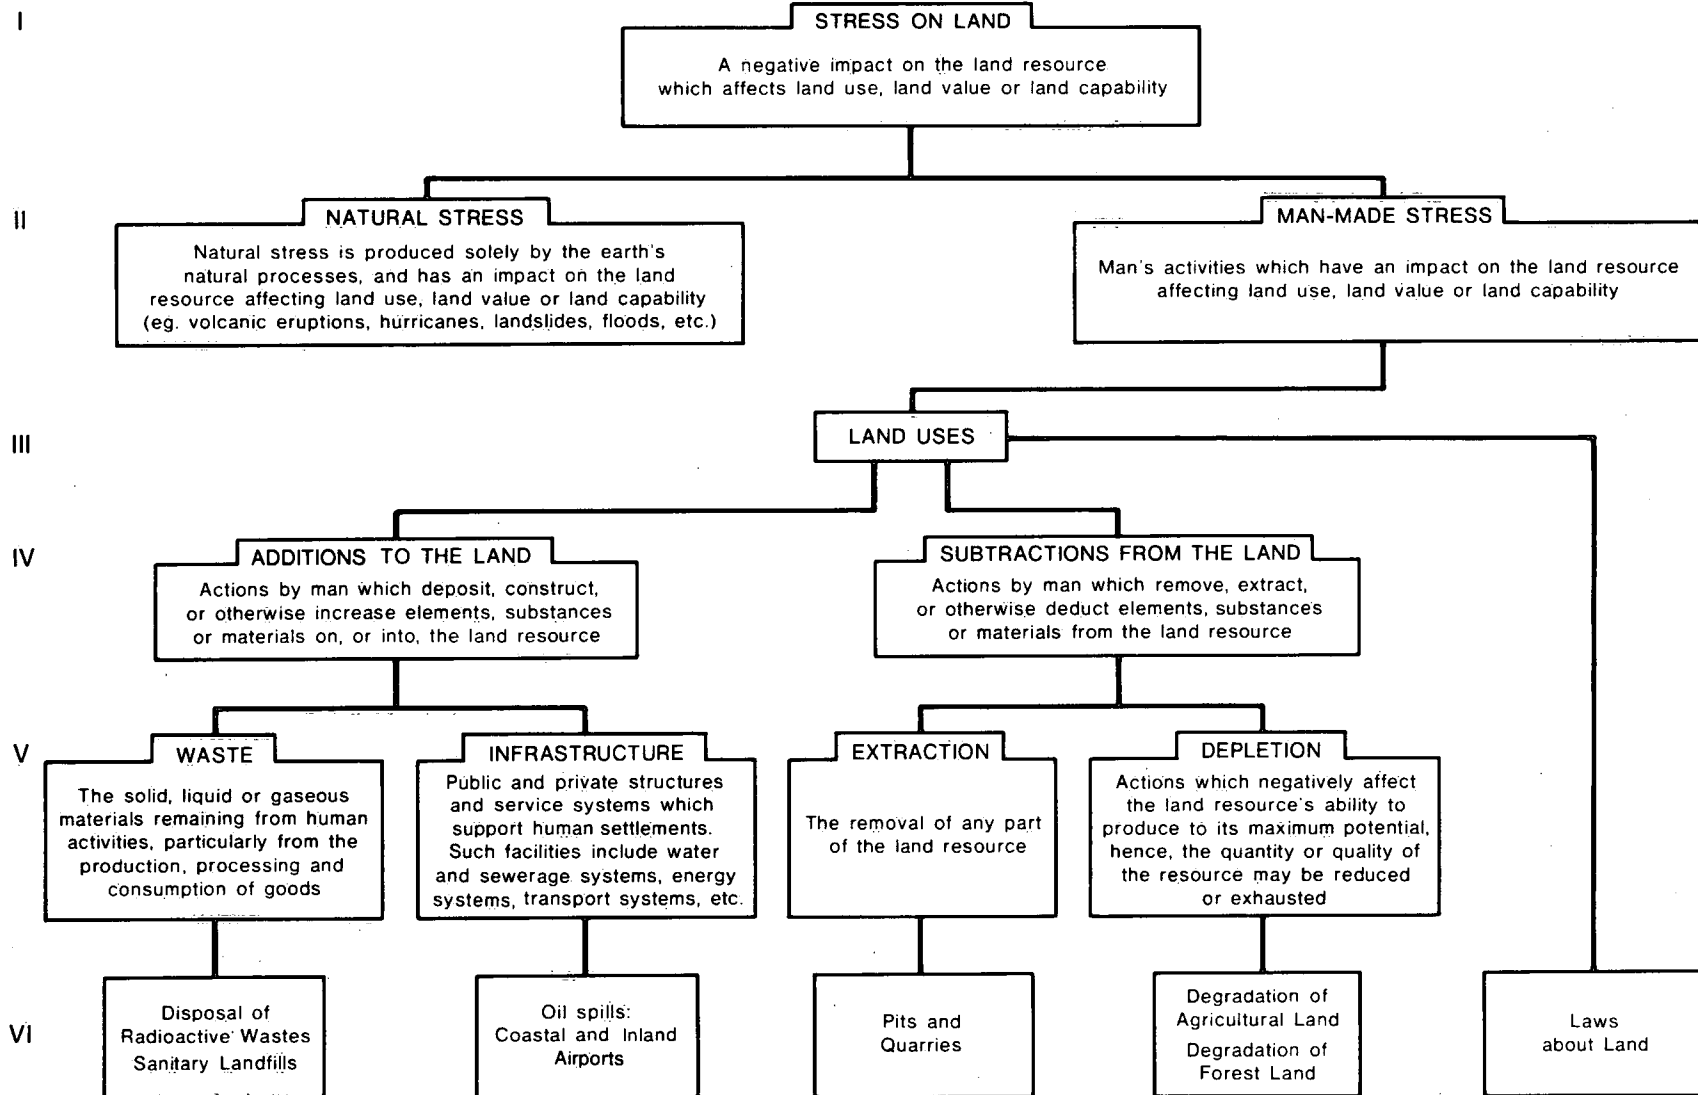 I
STRESS ON LAND
A negative impact on the land resource
which affects land use, land value or land capability
II
NATURAL STRESS
Natural stress is produced solely by the earth's
natural processes, and has an impact on the land
resource affecting land use, land value or land capability
(eg. volcanic eruptions, hurricanes, landslides, floods, etc.)
MAN-MADE STRESS
Man's activities which have an impact on the land resource
affecting land use, land value or land capability
III
LAND USES
IV
ADDITIONS TO THE LAND
Actions by man which deposit, construct,
or otherwise increase elements, substances
or materials on, or into, the land resource
SUBTRACTIONS FROM THE LAND
Actions by man which remove, extract,
or otherwise deduct elements, substances
or materials from the land resource
V
WASTE
The solid, liquid or gaseous
materials remaining from human
activities, particularly from the
production, processing and
consumption of goods
INFRASTRUCTURE
Public and private structures
and service systems which
support human settlements.
Such facilities include water
and sewerage systems, energy
systems, transport systems, etc.
EXTRACTION
The removal of any part
of the land resource
DEPLETION
Actions which negatively affect
the land resource's ability to
produce to its maximum potential,
hence, the quantity or quality of
the resource may be reduced
or exhausted
VI
Disposal of
Radioactive Wastes
Sanitary Landfills
Oil spills:
Coastal and Inland
Airports
Pits and
Quarries
Degradation of
Agricultural Land
Degradation of
Forest Land
Laws
about Land